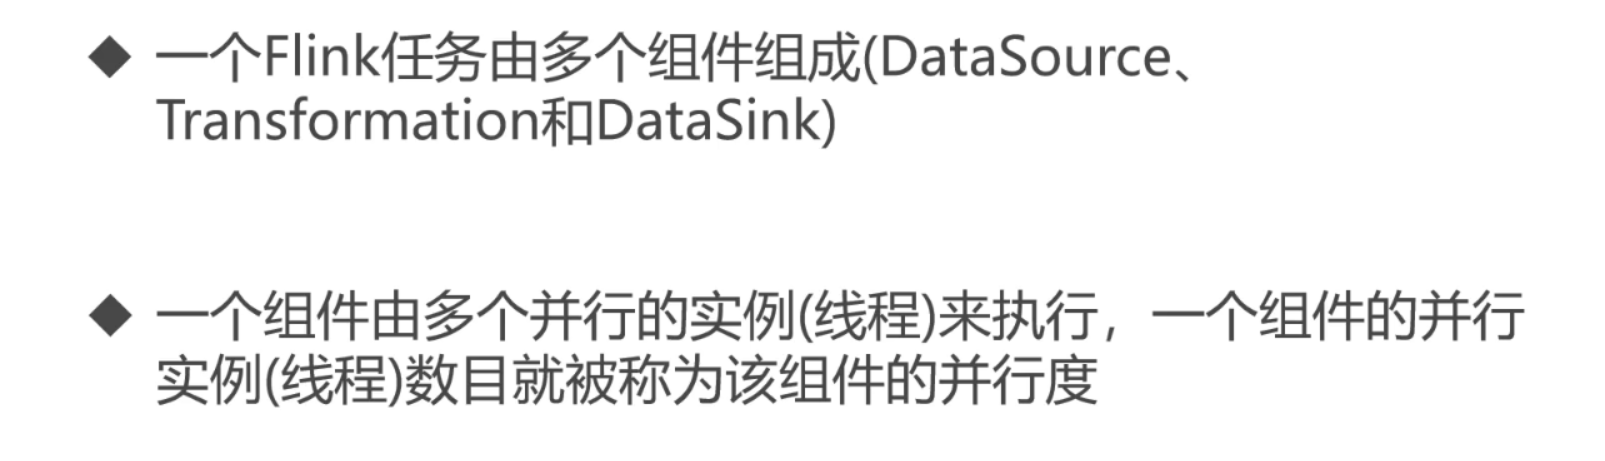 ◆ 一个Flink任务由多个组件组成(DataSource、
Transformation和DataSink)
◆ 一个组件由多个并行的实例(线程)来执行，一个组件的并行
实例(线程)数目就被称为该组件的并行度